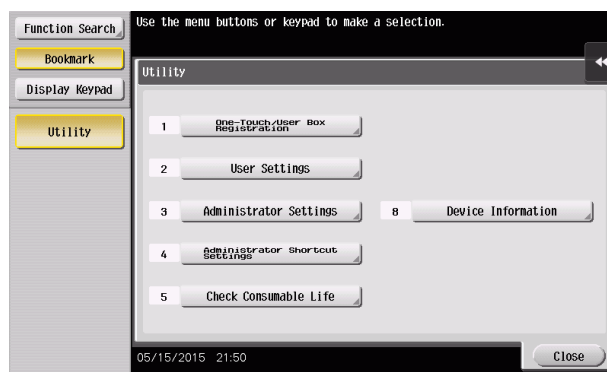 Function Search
Bookmark
Display Keypad
Utility
Use the menu buttons or keypad to make a selection.
Utility
1 One-Touch/User Box
Registration
2 User Settings
3 Administrator Settings
8 Device Information
4 Administrator Shortcut
Settings
5 Check Consumable Life
05/15/2015 21:50
Close